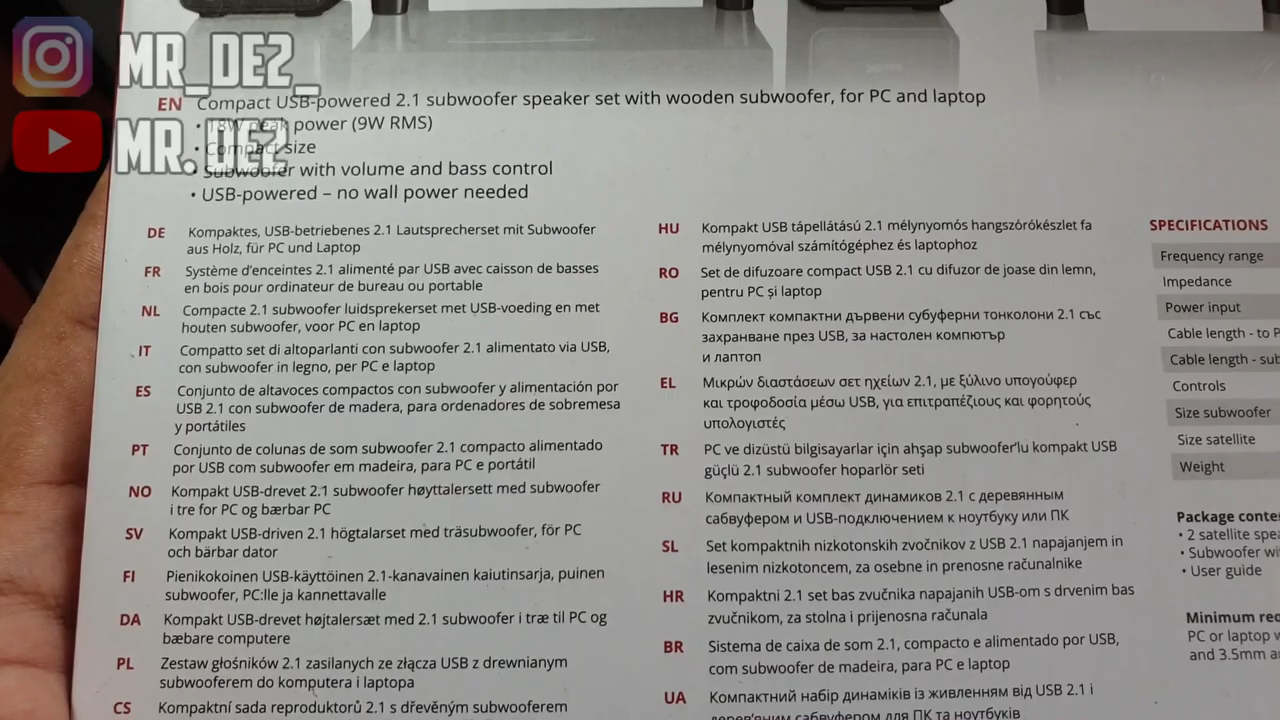 MR_DE2_
MR.DE2
EN Compact USB-powered 2.1 subwoofer speaker set with wooden subwoofer, for PC and laptop
• 18W peak power (9W RMS)
• Compact size
• Subwoofer with volume and bass control
• USB-powered – no wall power needed
DE Kompaktes, USB-betriebenes 2.1 Lautsprecherset mit Subwoofer
aus Holz, für PC und Laptop
FR Système d'enceintes 2.1 alimenté par USB avec caisson de basses
en bois pour ordinateur de bureau ou portable
NL Compacte 2.1 subwoofer luidsprekerset met USB-voeding en met
houten subwoofer, voor PC en laptop
IT Compatto set di altoparlanti con subwoofer 2.1 alimentato via USB,
con subwoofer in legno, per PC e laptop
ES Conjunto de altavoces compactos con subwoofer y alimentación por
USB 2.1 con subwoofer de madera, para ordenadores de sobremesa
y portátiles
PT Conjunto de colunas de som subwoofer 2.1 compacto alimentado
por USB com subwoofer em madeira, para PC e portátil
NO Kompakt USB-drevet 2.1 subwoofer høyttalersett med subwoofer
i tre for PC og bærbar PC
SV Kompakt USB-driven 2.1 högtalarset med träsubwoofer, för PC
och bärbar dator
FI Pienikokoinen USB-käyttöinen 2.1-kanavainen kaiutinsarja, puinen
subwoofer, PC:lle ja kannettavalle
DA Kompakt USB-drevet højtalersæt med 2.1 subwoofer i træ til PC og
bæbare computere
PL Zestaw głośników 2.1 zasilanych ze złącza USB z drewnianym
subwooferem do komputera i laptopa
CS Kompaktní sada reproduktorů 2.1 s dřevěným subwooferem
HU Kompakt USB tápellátású 2.1 mélynyomós hangszórókészlet fa
mélynyomóval számítógéphez és laptophoz
RO Set de difuzoare compact USB 2.1 cu difuzor de joase din lemn,
pentru PC și laptop
BG Комплект компактни дървени субуферни тонколони 2.1 със
захранване през USB, за настолен компютър
и лаптоп
EL Μικρών διαστάσεων σετ ηχείων 2.1, με ξύλινο υπογούφερ
και τροφοδοσία μέσω USB, για επιτραπέζιους και φορητούς
υπολογιστές
TR PC ve dizüstü bilgisayarlar için ahşap subwoofer'lu kompakt USB
güçlü 2.1 subwoofer hoparlör seti
RU Компактный комплект динамиков 2.1 с деревянным
сабвуфером и USB-подключением к ноутбуку или ПК
SL Set kompaktnih nizkotonskih zvočnikov z USB 2.1 napajanjem in
lesenim nizkotoncem, za osebne in prenosne računalnike
HR Kompaktni 2.1 set bas zvučnika napajanih USB-om s drvenim bas
zvučnikom, za stolna i prijenosna računala
BR Sistema de caixa de som 2.1, compacto e alimentado por USB,
com subwoofer de madeira, para PC e laptop
UA Компактний набір динаміків із живленням від USB 2.1 і
дерев'яним сабвуфером для ПК та ноутбуків
SPECIFICATIONS
Frequency range
Impedance
Power input
Cable length - to
Cable length -
Controls
Size subwoofer
Size satellite
Weight
Package
• 2 satellite
• Subwoofer
• User guide
Minimum
PC or laptop
and 3.5mm